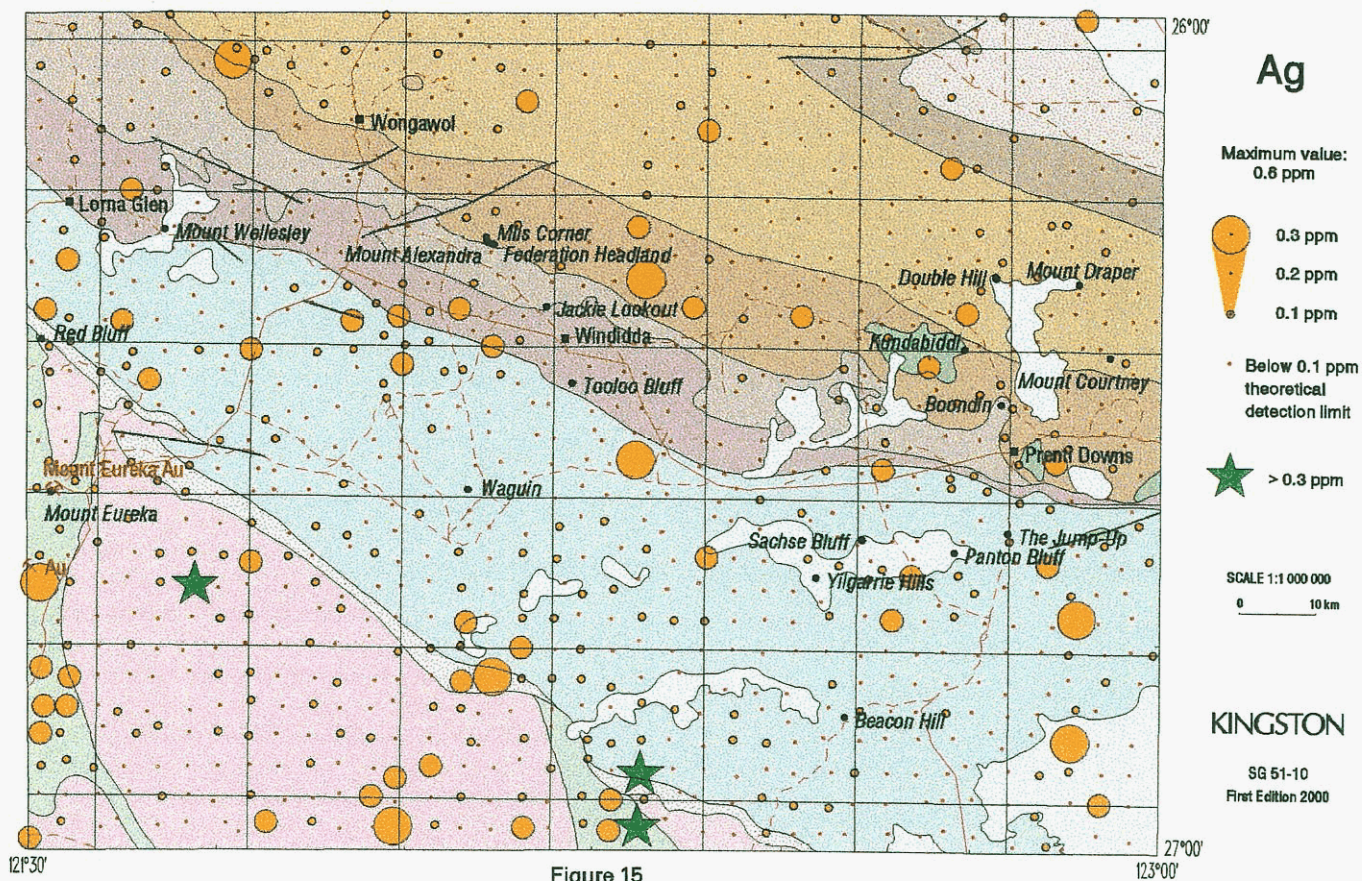 26°00'
Ag
Maximum value:
0.6 ppm
0.3 ppm
0.2 ppm
0.1 ppm
Below 0.1 ppm
theoretical
detection limit
> 0.3 ppm
SCALE 1:1 000 000
0 10 km
KINGSTON
SG 51-10
First Edition 2000
Wongawol
Lorna Glen
Mount Wellesley
Mils Corner
Mount Alexandra
Federation Headland
Double Hill
Mount Draper
Jackie Lookout
Red Bluff
Windidda
Kundabiddi
Tooloo Bluff
Mount Courtney
Boondin
Prenti Downs
Mount Eureka Au
Waguin
Mount Eureka
Sachse Bluff
The Jump-Up
Panton Bluff
Au
Yilgarrie Hills
Beacon Hill
121°30'
27°00'
123°00'
Figure 15